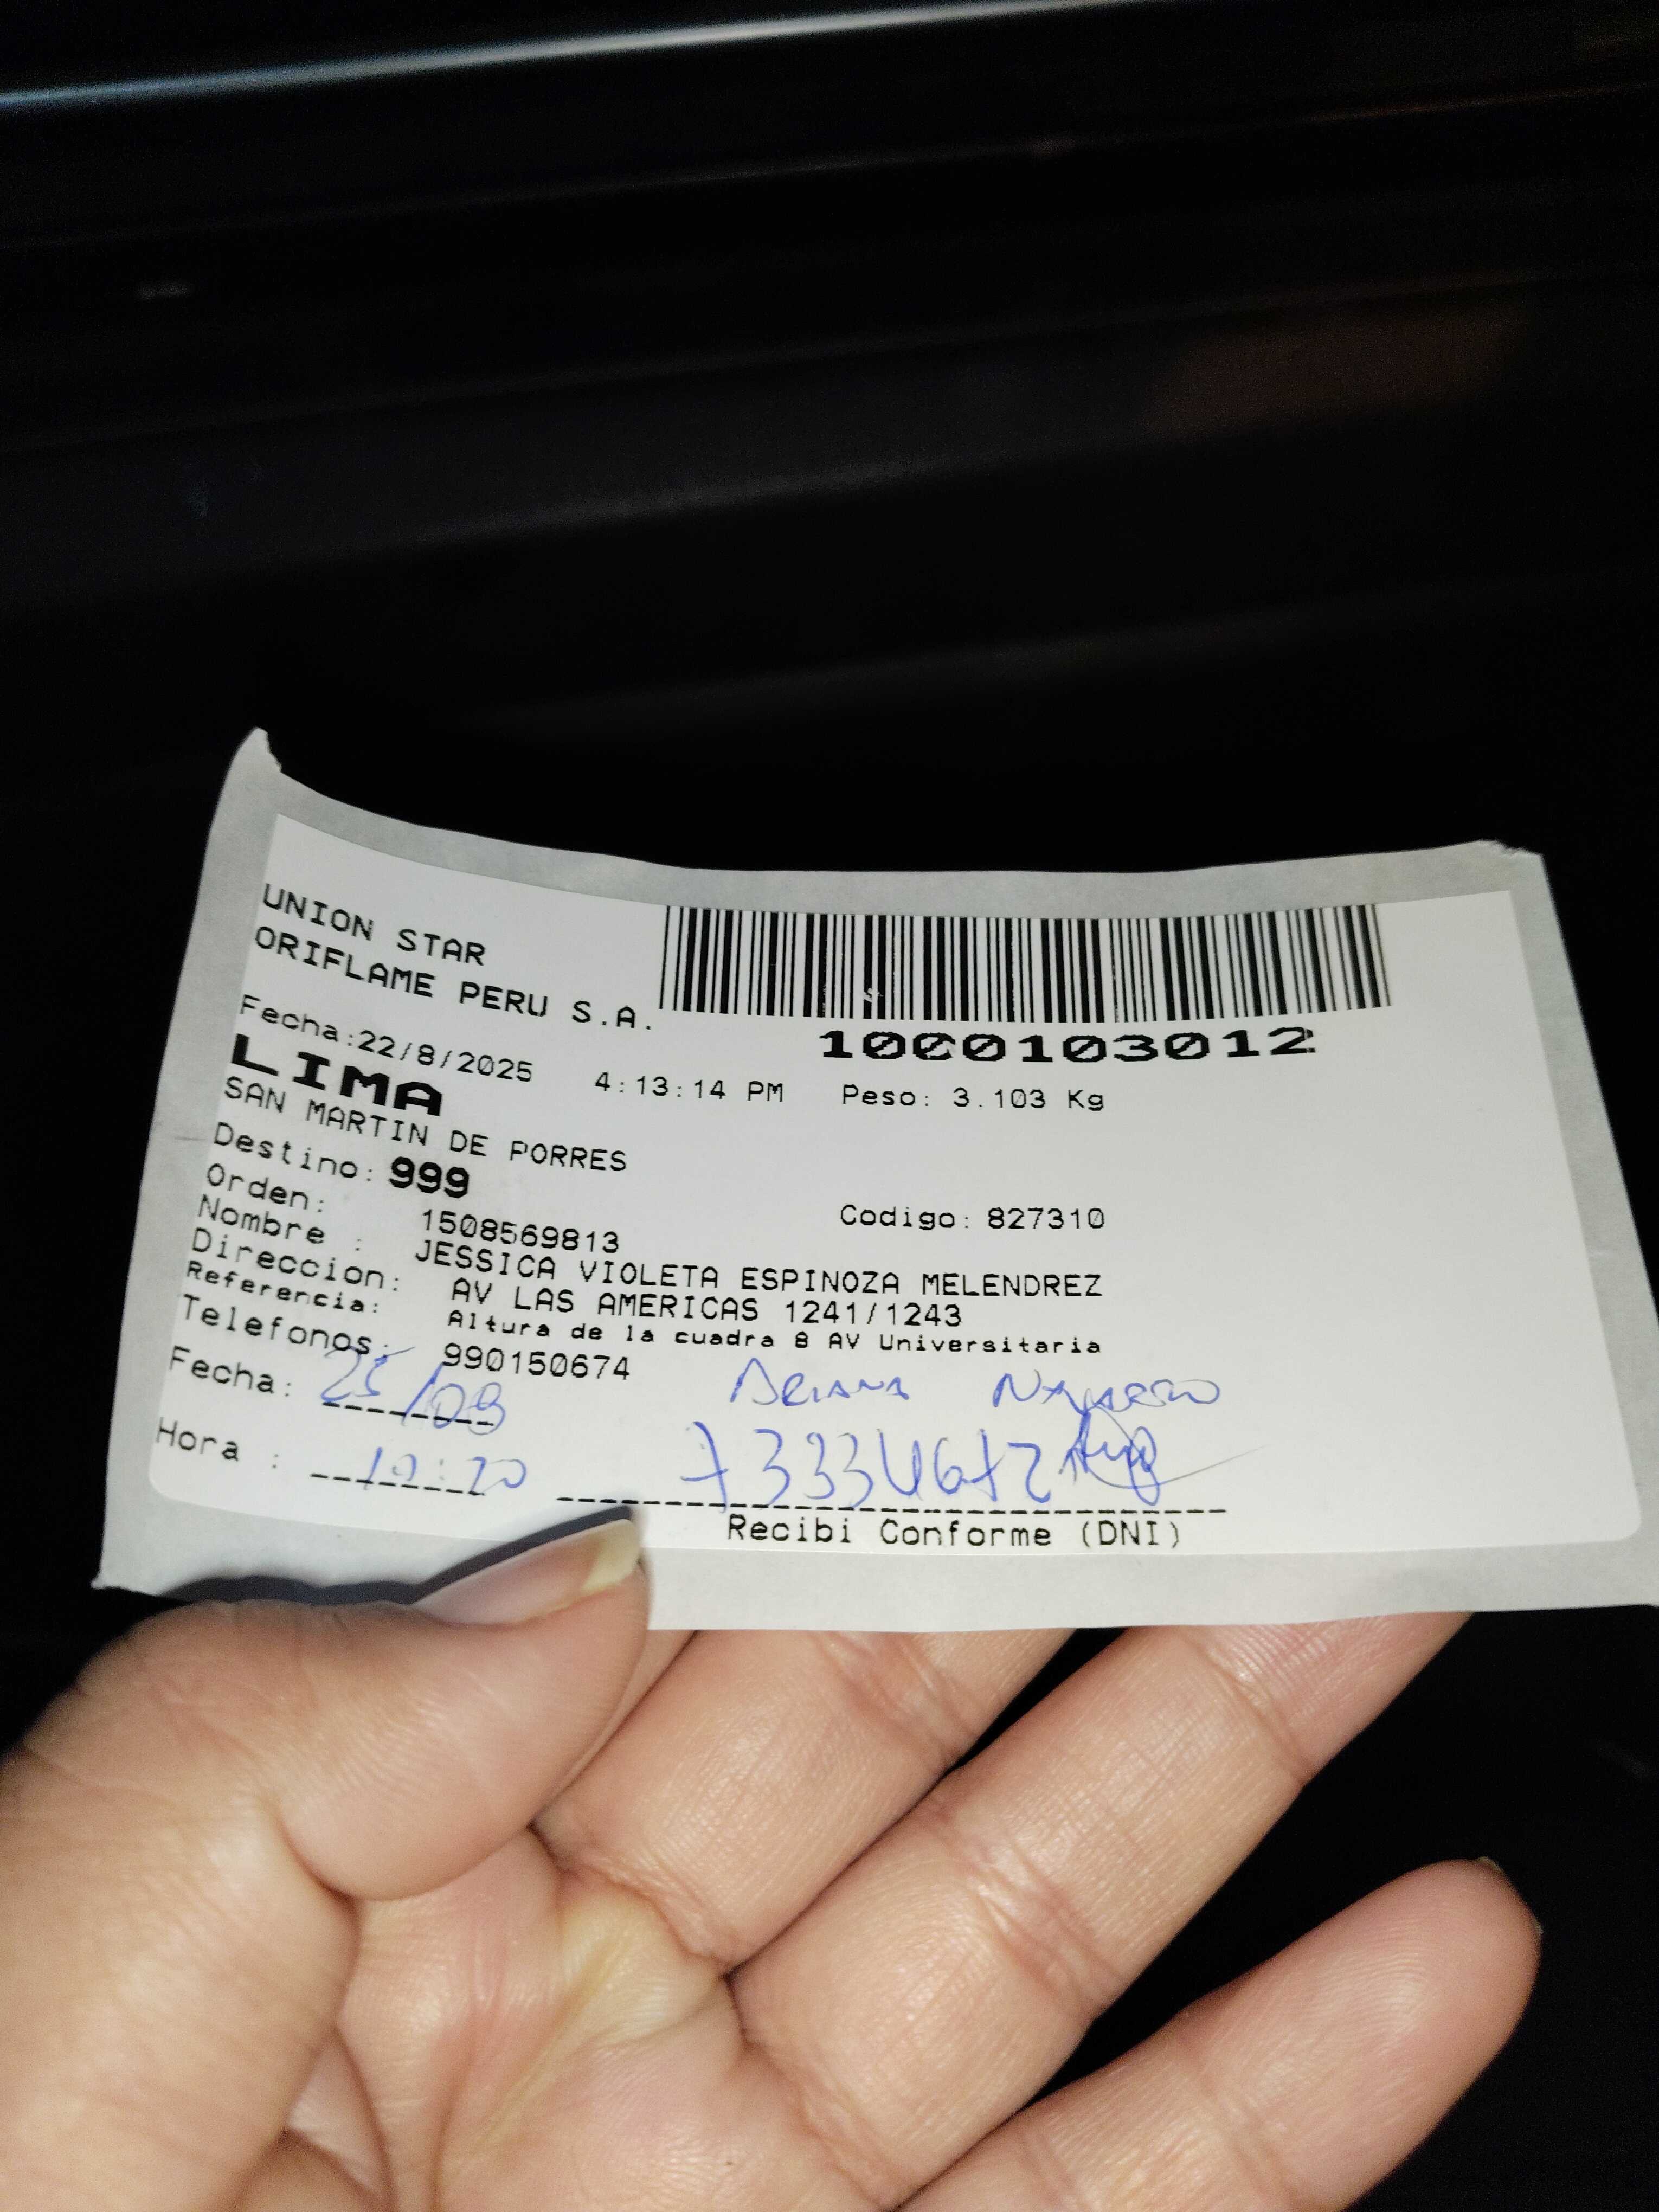 UNION STAR
ORIFLAME PERU S.A.
1000103012
Fecha:22/8/2025 4:13:14 PM Peso: 3.103 Kg
LIMA
SAN MARTIN DE PORRES
Destino: 999
Orden: 1508569813 Codigo: 827310
Nombre : JESSICA VIOLETA ESPINOZA MELENDREZ
Direccion: AV LAS AMERICAS 1241/1243
Referencia: Altura de la cuadra 8 AV Universitaria
Telefonos: 990150674
Fecha: 25/08
Hora :
Recibi Conforme (DNI)